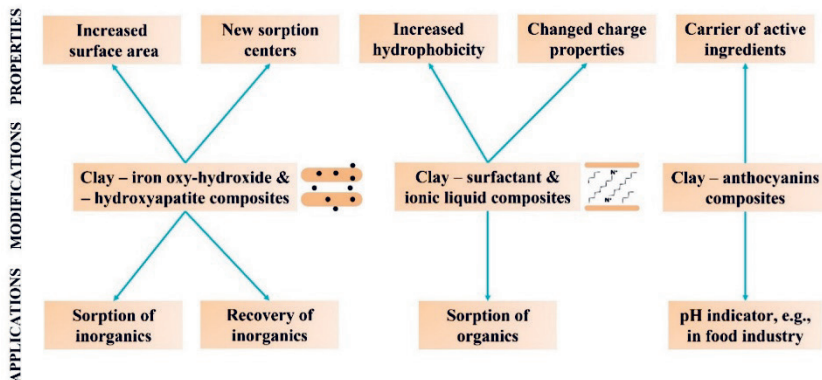 PROPERTIES
Increased
surface area
New sorption
centers
Increased
hydrophobicity
Changed charge
properties
Carrier of active
ingredients
MODIFICATIONS
Clay – iron oxy-hydroxide &
– hydroxyapatite composites
Clay – surfactant &
ionic liquid composites
N⁺
N⁺
Clay – anthocyanins
composites
APPLICATIONS
Sorption of
inorganics
Recovery of
inorganics
Sorption of
organics
pH indicator, e.g.,
in food industry